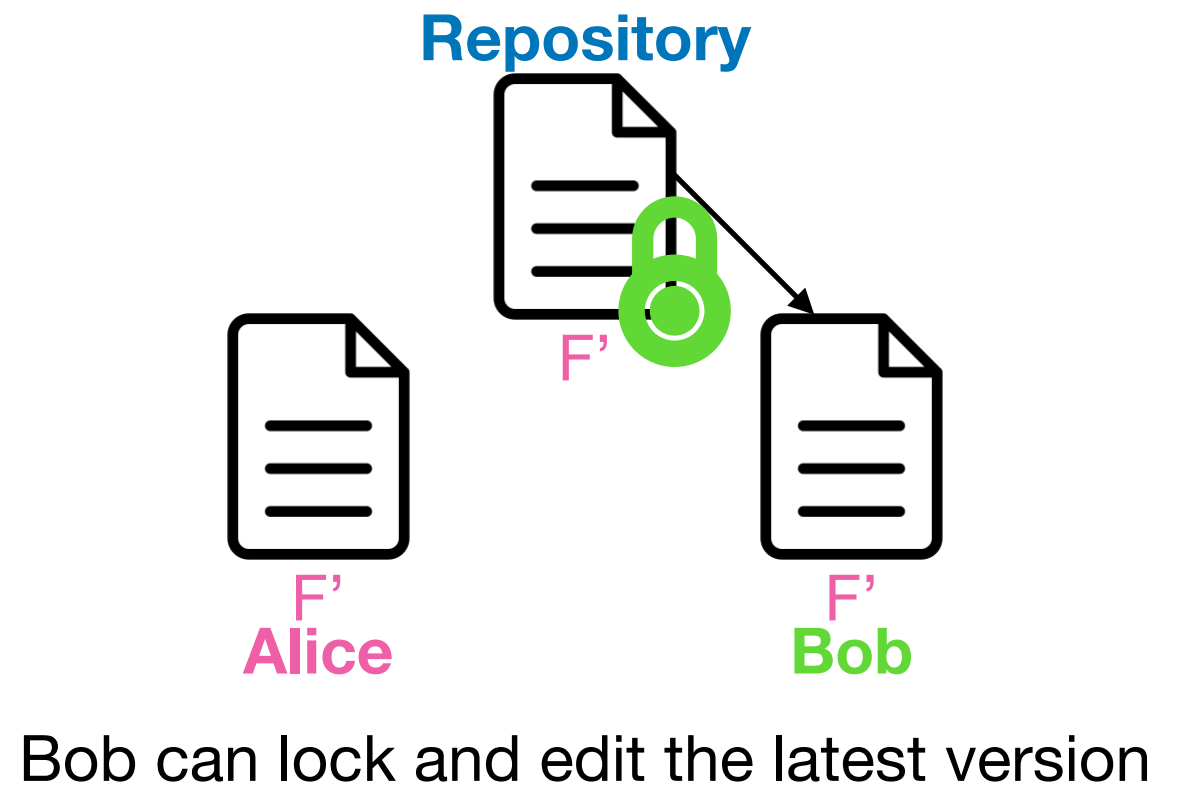 Repository
F’
F’
F’
Alice
Bob
Bob can lock and edit the latest version